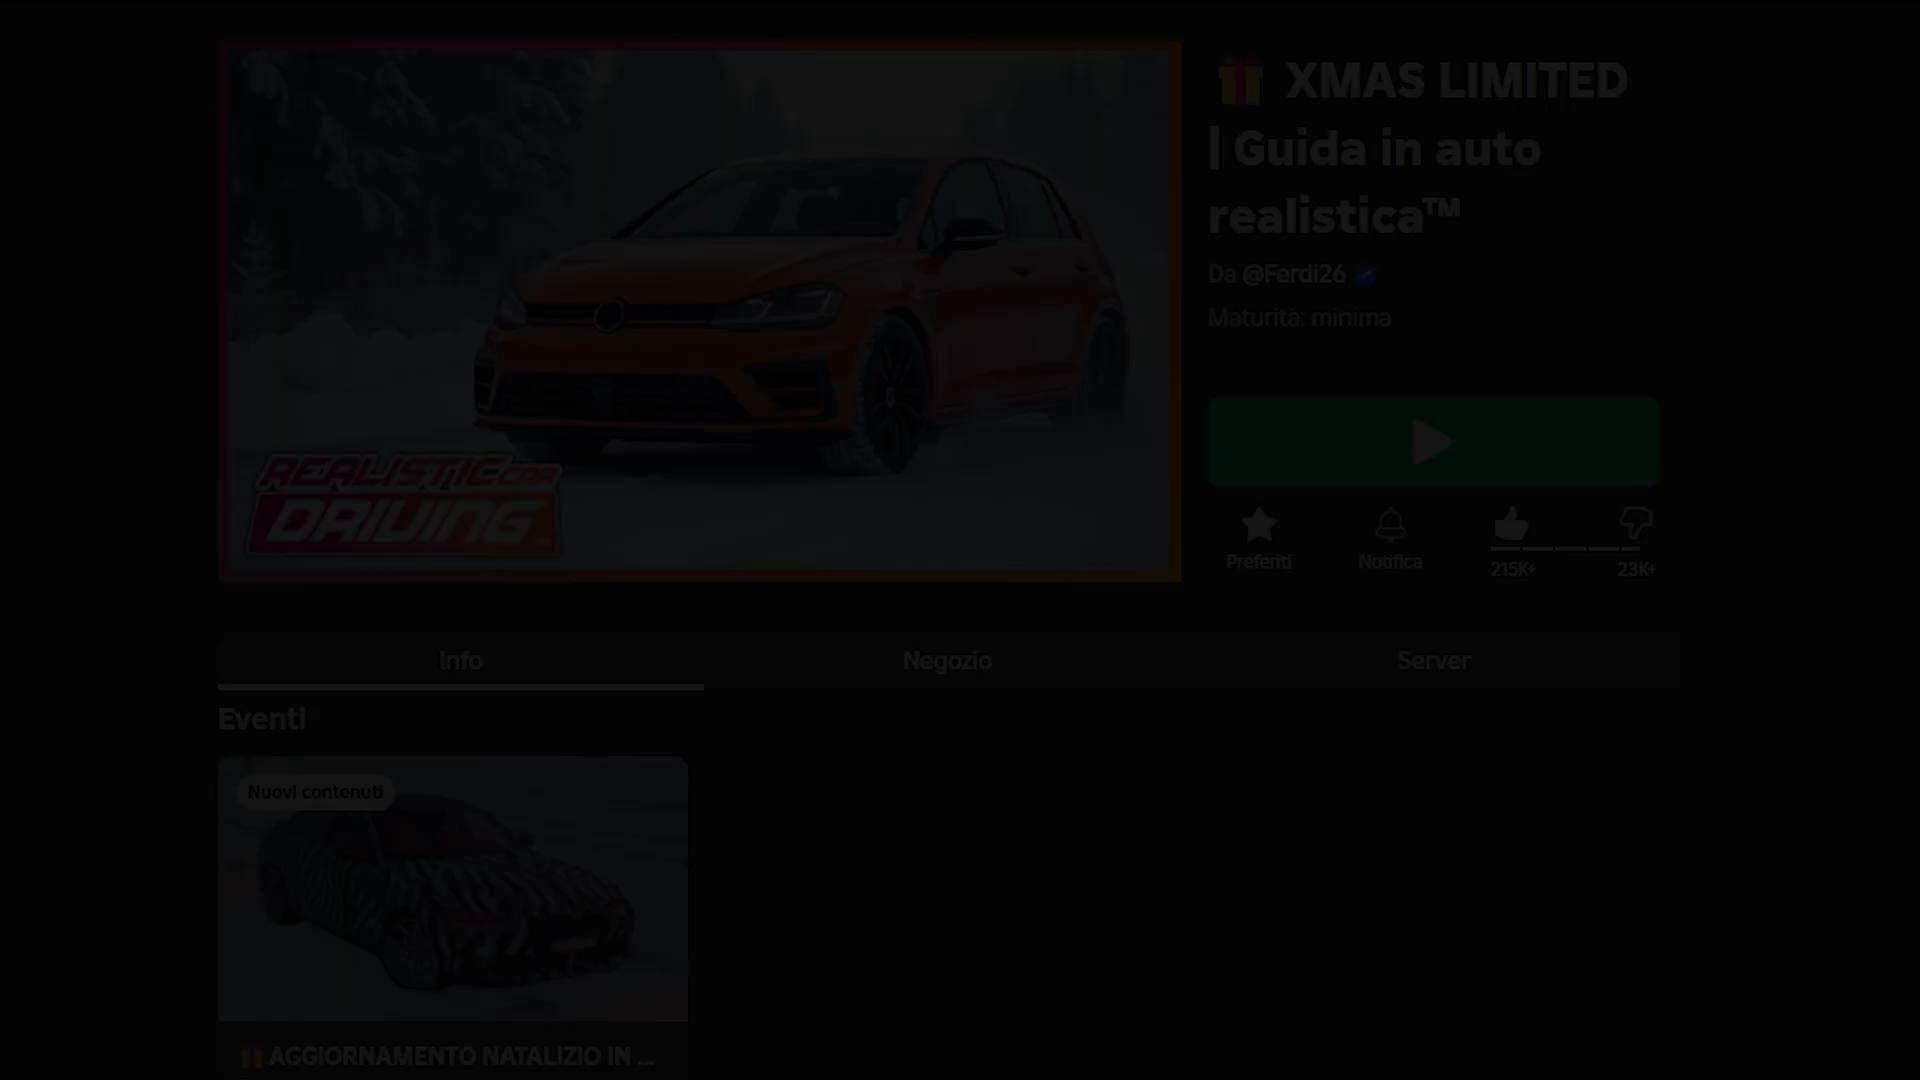 XMAS LIMITED
| Guida in auto
realistica™
Da @Ferdi26
Maturità: minima
Preferiti
Notifica
215K+
23K+
REALISTIC CAR
DRIVING
Info
Negozio
Server
Eventi
Nuovi contenuti
AGGIORNAMENTO NATALIZIO IN ...